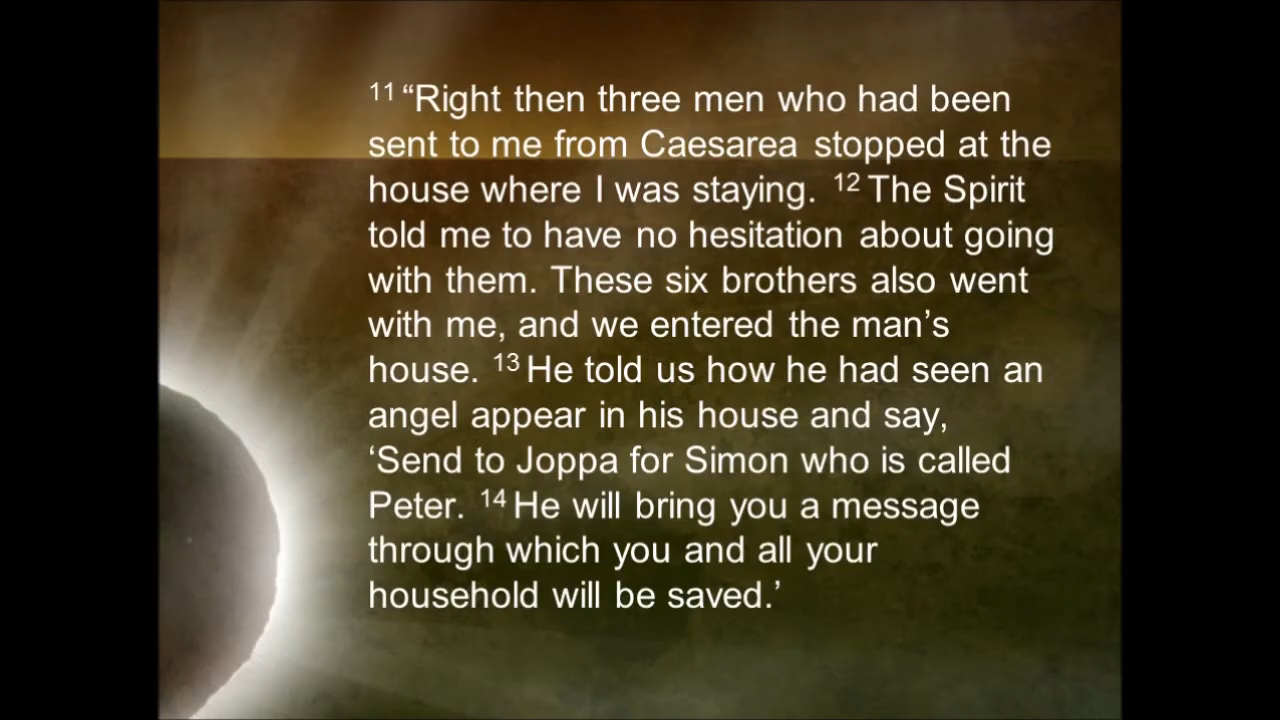 11 “Right then three men who had been
sent to me from Caesarea stopped at the
house where I was staying. 12 The Spirit
told me to have no hesitation about going
with them. These six brothers also went
with me, and we entered the man’s
house. 13 He told us how he had seen an
angel appear in his house and say,
‘Send to Joppa for Simon who is called
Peter. 14 He will bring you a message
through which you and all your
household will be saved.’